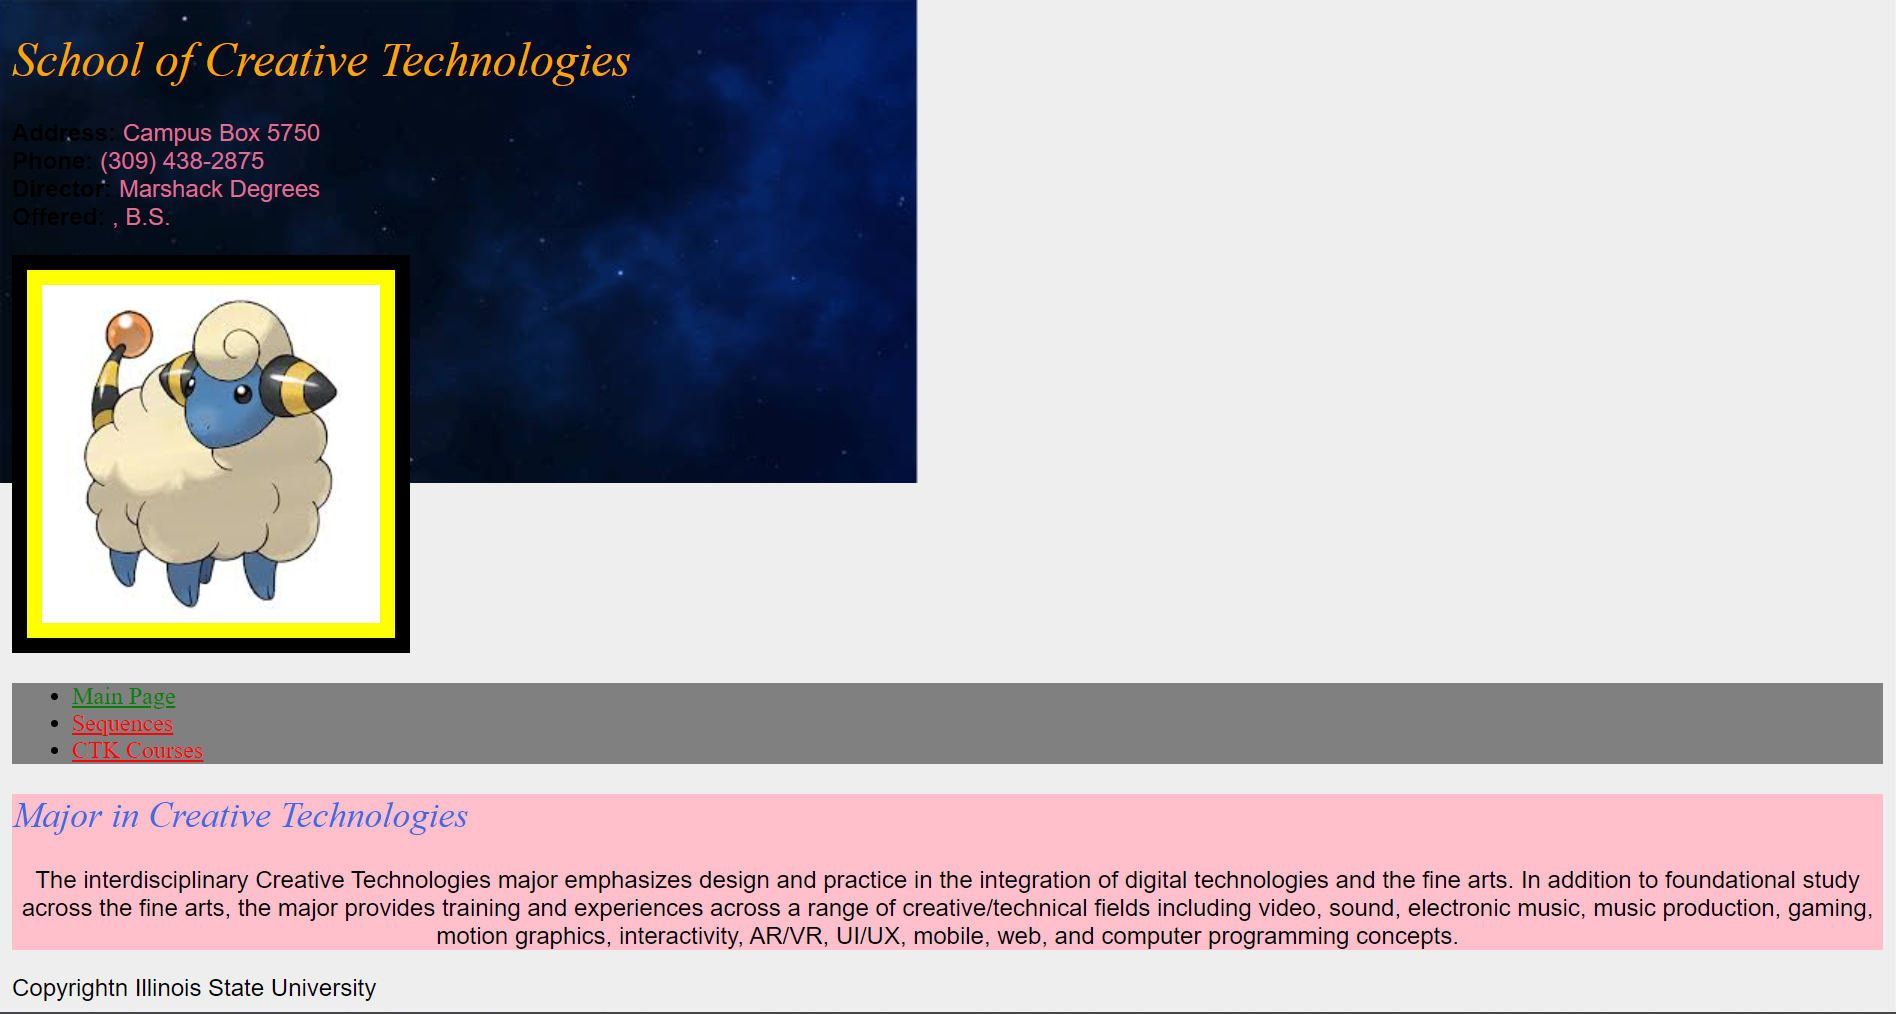 School of Creative Technologies
Address: Campus Box 5750
Phone: (309) 438-2875
Director: Marshack Degrees
Offered: , B.S.
Main Page
Sequences
CTK Courses
Major in Creative Technologies
The interdisciplinary Creative Technologies major emphasizes design and practice in the integration of digital technologies and the fine arts. In addition to foundational study
across the fine arts, the major provides training and experiences across a range of creative/technical fields including video, sound, electronic music, music production, gaming,
motion graphics, interactivity, AR/VR, UI/UX, mobile, web, and computer programming concepts.
Copyrightn Illinois State University